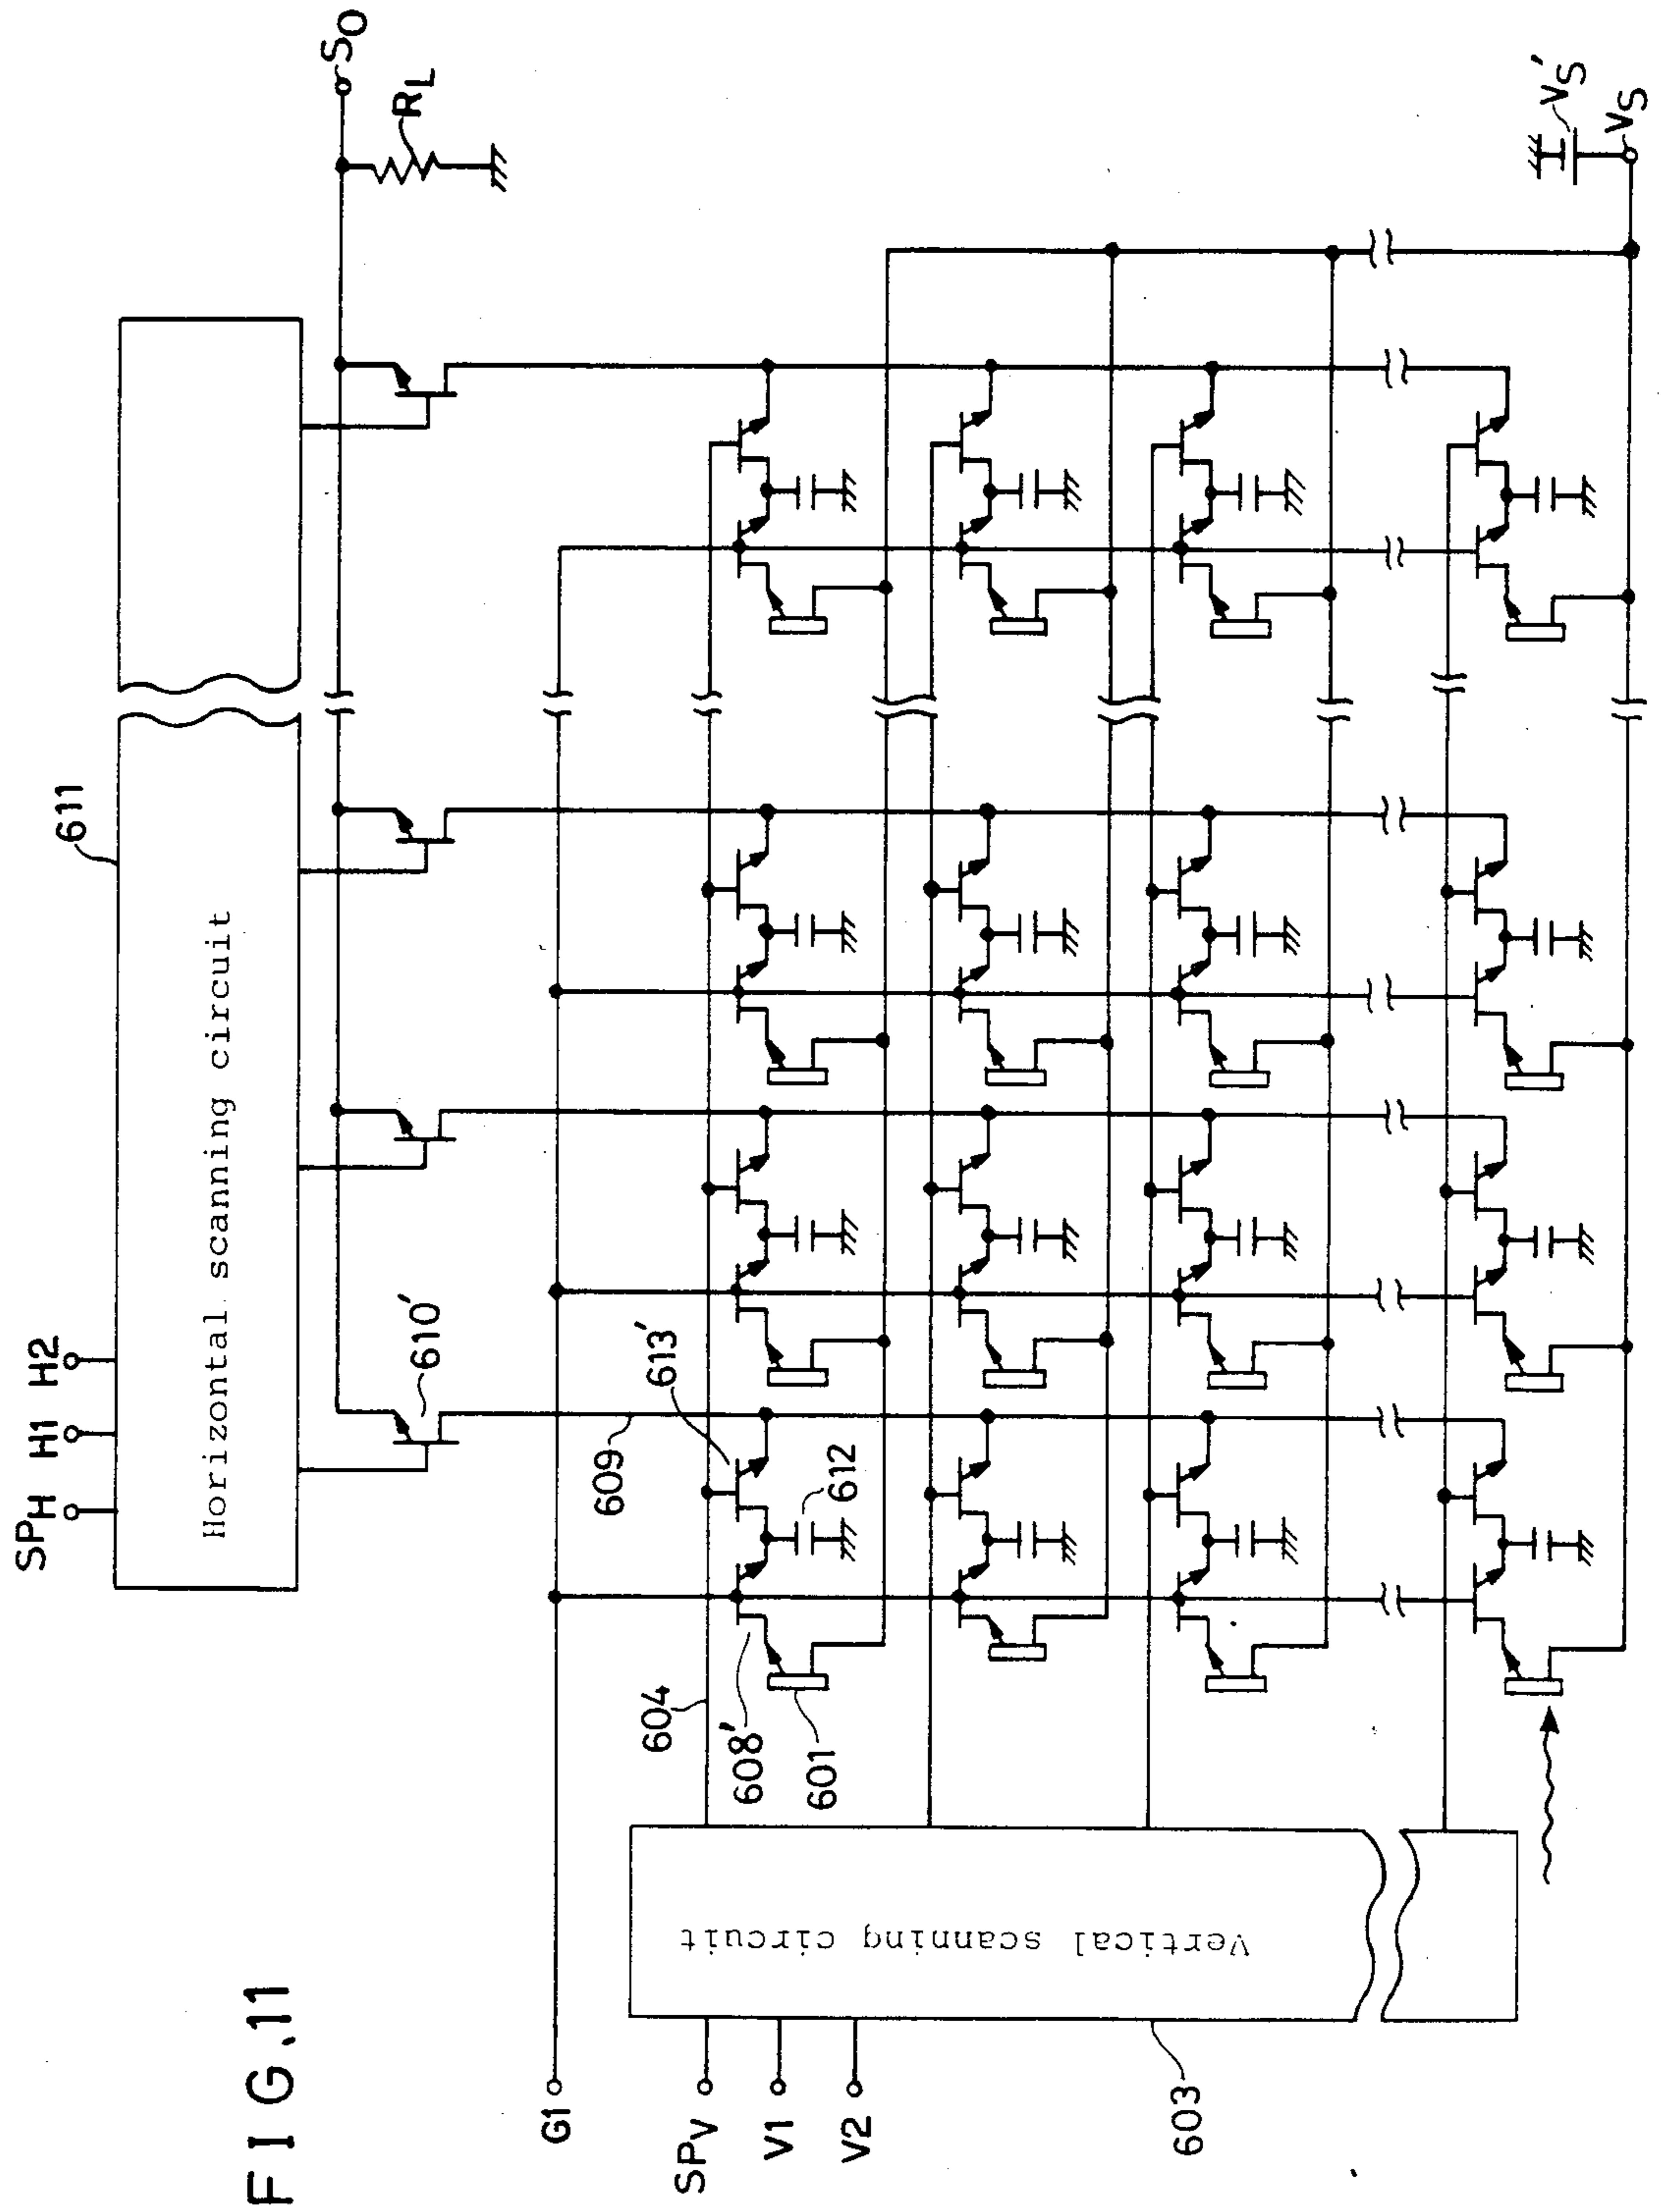 FIG.11
SPH H1 H2
611
Horizontal scanning circuit
SO
RL
610'
G1
609
613'
612
604
608'
601
SPV
V1
V2
Vertical scanning circuit
603
VS'
VS